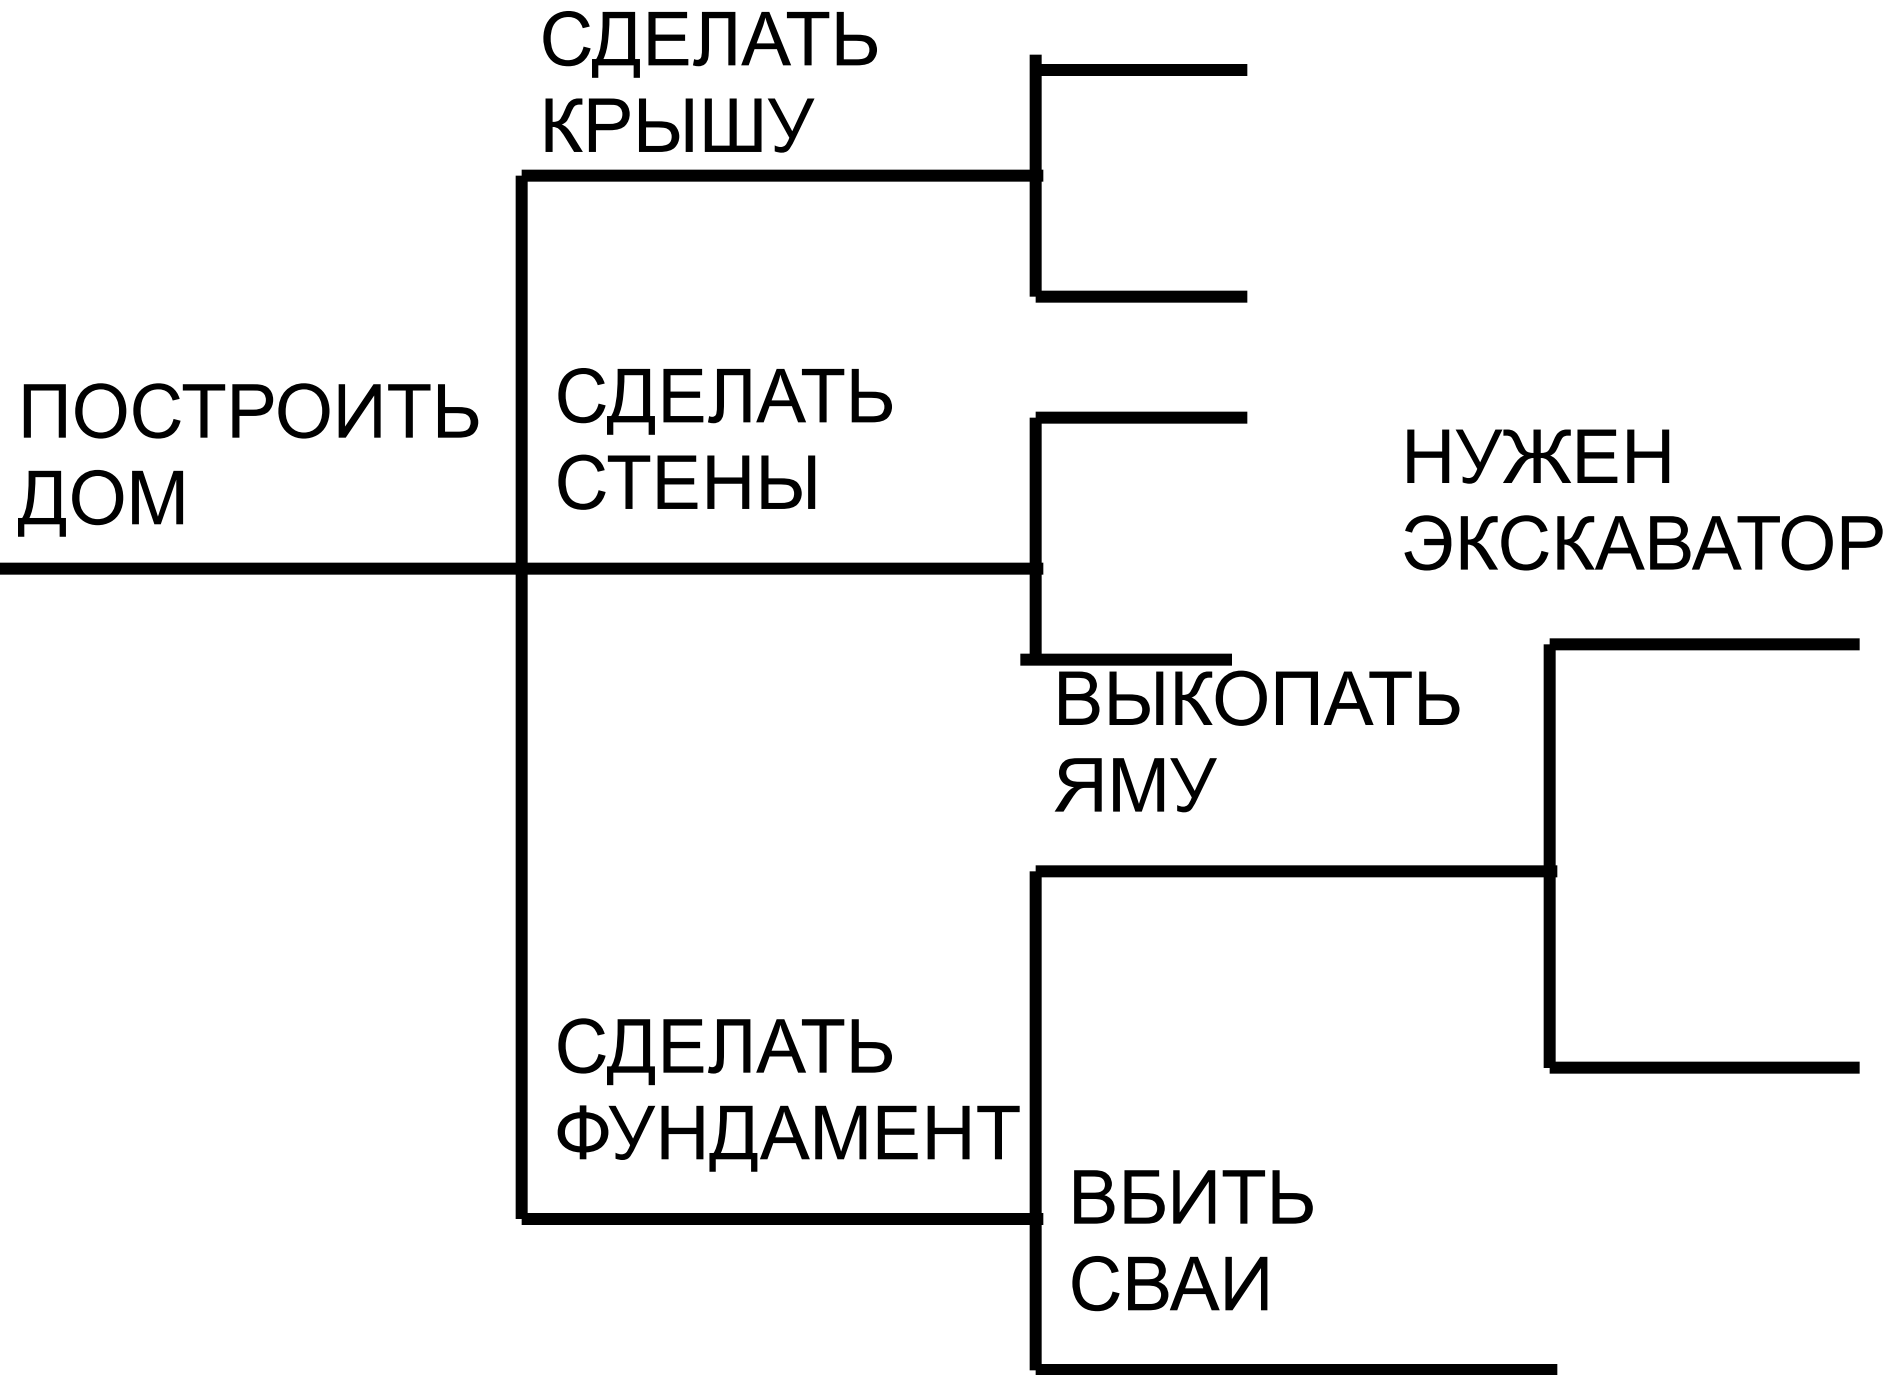 СДЕЛАТЬ
КРЫШУ
ПОСТРОИТЬ
ДОМ
СДЕЛАТЬ
СТЕНЫ
НУЖЕН
ЭКСКАВАТОР
ВЫКОПАТЬ
ЯМУ
СДЕЛАТЬ
ФУНДАМЕНТ
ВБИТЬ
СВАИ